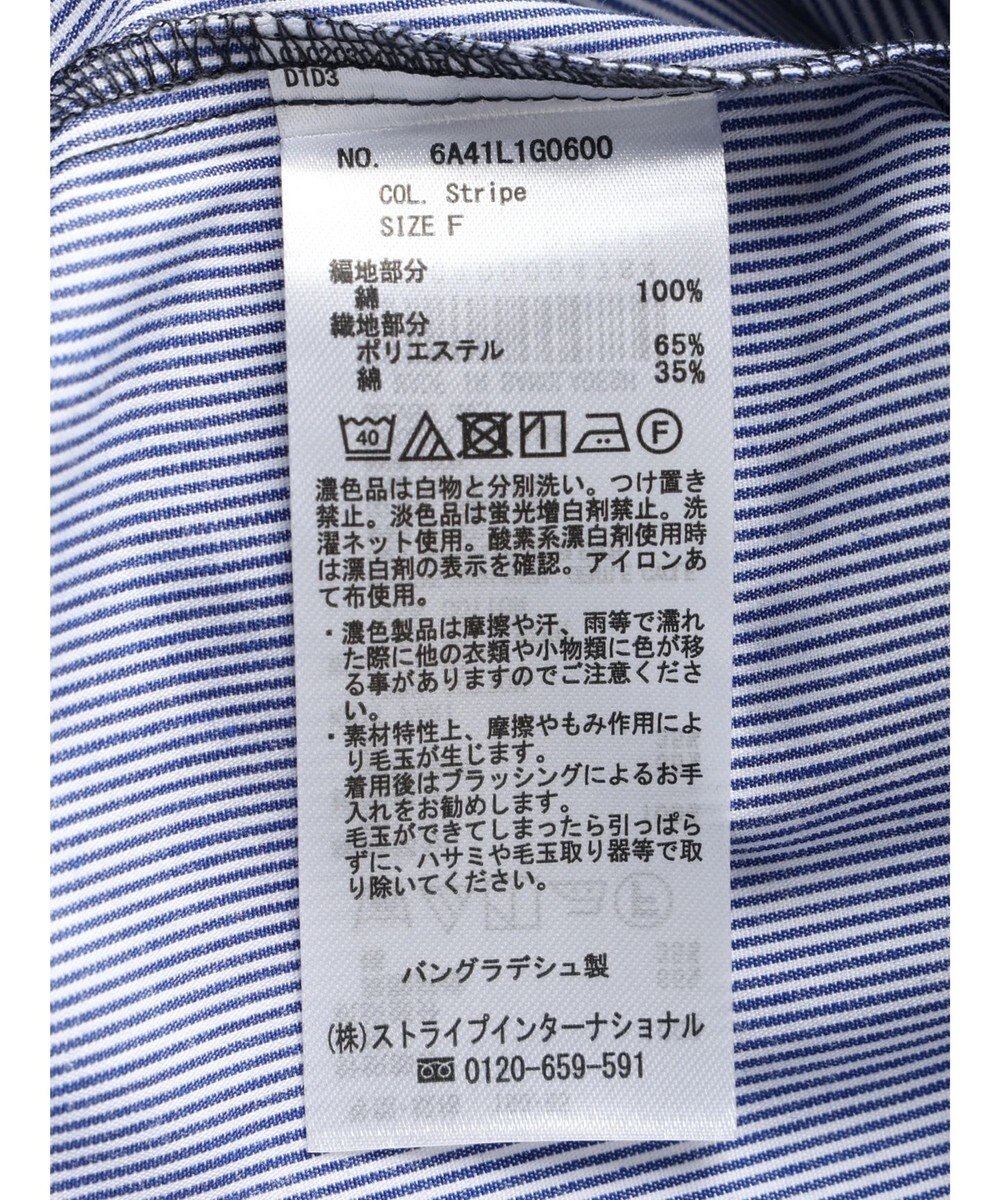 D1D3
NO. 6A41L1G0600
COL. Stripe
SIZE F
編地部分
綿 100%
織地部分
ポリエステル 65%
綿 35%
40 F
濃色品は白物と分別洗い。つけ置き
禁止。淡色品は蛍光増白剤禁止。洗
濯ネット使用。酸素系漂白剤使用時
は漂白剤の表示を確認。アイロンあ
て布使用。
・濃色製品は摩擦や汗、雨等で濡れ
た際に他の衣類や小物類に色が移
る事がありますのでご注意くださ
い。
・素材特性上、摩擦やもみ作用によ
り毛玉が生じます。
着用後はブラッシングによるお手
入れをお勧めします。
毛玉ができてしまったら引っぱら
ずに、ハサミや毛玉取り器等で取
り除いてください。
バングラデシュ製
(株)ストライプインターナショナル
0120-659-591